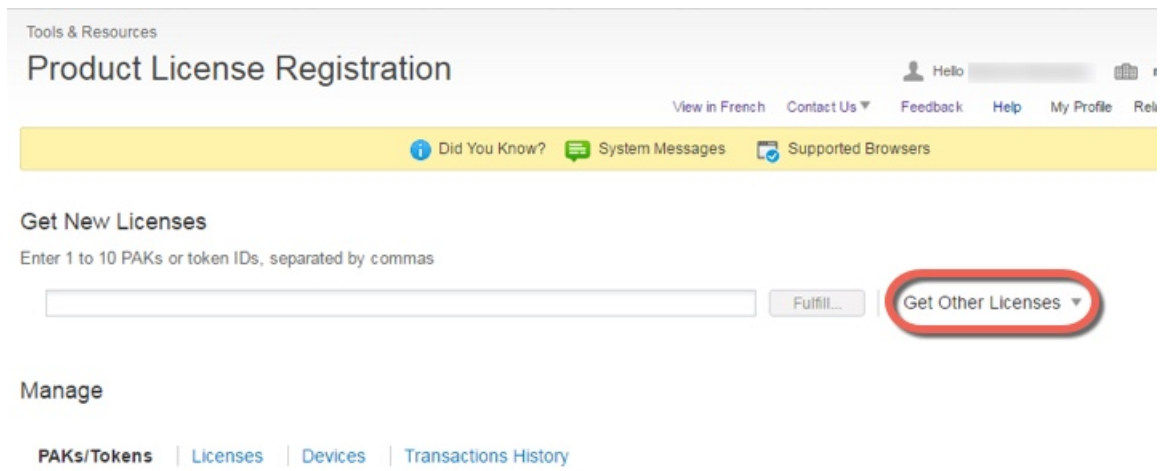 Tools & Resources
Product License Registration
Hello
View in French Contact Us Feedback Help My Profile
Did You Know? System Messages Supported Browsers
Get New Licenses
Enter 1 to 10 PAKs or token IDs, separated by commas
Fulfill... Get Other Licenses
Manage
PAKs/Tokens Licenses Devices Transactions History